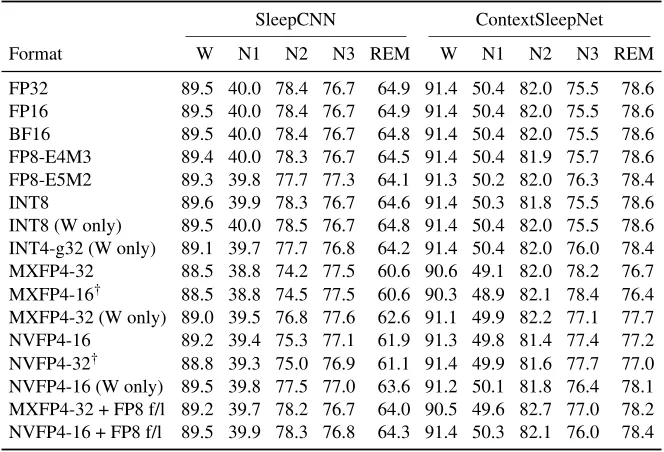 SleepCNN ContextSleepNet
Format W N1 N2 N3 REM W N1 N2 N3 REM
FP32 89.5 40.0 78.4 76.7 64.9 91.4 50.4 82.0 75.5 78.6
FP16 89.5 40.0 78.4 76.7 64.9 91.4 50.4 82.0 75.5 78.6
BF16 89.5 40.0 78.4 76.7 64.8 91.4 50.4 82.0 75.5 78.6
FP8-E4M3 89.4 40.0 78.3 76.7 64.5 91.4 50.4 81.9 75.7 78.6
FP8-E5M2 89.3 39.8 77.7 77.3 64.1 91.3 50.2 82.0 76.3 78.4
INT8 89.6 39.9 78.3 76.7 64.6 91.4 50.3 81.8 75.5 78.6
INT8 (W only) 89.5 40.0 78.5 76.7 64.8 91.4 50.4 82.0 75.5 78.6
INT4-g32 (W only) 89.1 39.7 77.7 76.8 64.2 91.4 50.4 82.0 76.0 78.4
MXFP4-32 88.5 38.8 74.2 77.5 60.6 90.6 49.1 82.0 78.2 76.7
MXFP4-16† 88.5 38.8 74.5 77.5 60.6 90.3 48.9 82.1 78.4 76.4
MXFP4-32 (W only) 89.0 39.5 76.8 77.6 62.6 91.1 49.9 82.2 77.1 77.7
NVFP4-16 89.2 39.4 75.3 77.1 61.9 91.3 49.8 81.4 77.4 77.2
NVFP4-32† 88.8 39.3 75.0 76.9 61.1 91.4 49.9 81.6 77.7 77.0
NVFP4-16 (W only) 89.5 39.8 77.5 77.0 63.6 91.2 50.1 81.8 76.4 78.1
MXFP4-32 + FP8 f/l 89.2 39.7 78.2 76.7 64.0 90.5 49.6 82.7 77.0 78.2
NVFP4-16 + FP8 f/l 89.5 39.9 78.3 76.8 64.3 91.4 50.3 82.1 76.0 78.4